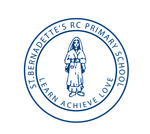 ST.BERNADETTE'S RC PRIMARY SCHOOL
LEARN ACHIEVE LOVE